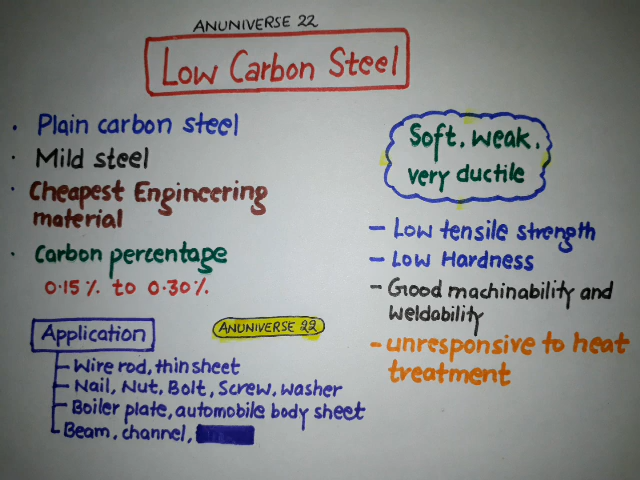 ANUNIVERSE 22
Low Carbon Steel
Plain carbon steel
Mild steel
Cheapest Engineering
material
Carbon percentage
0.15% to 0.30%
Application
ANUNIVERSE 22
Wire rod, thin sheet
Nail, Nut, Bolt, Screw, washer
Boiler plate, automobile body sheet
Beam, channel,
Soft, weak,
very ductile
- Low tensile strength
- Low Hardness
- Good machinability and
weldability
- unresponsive to heat
treatment